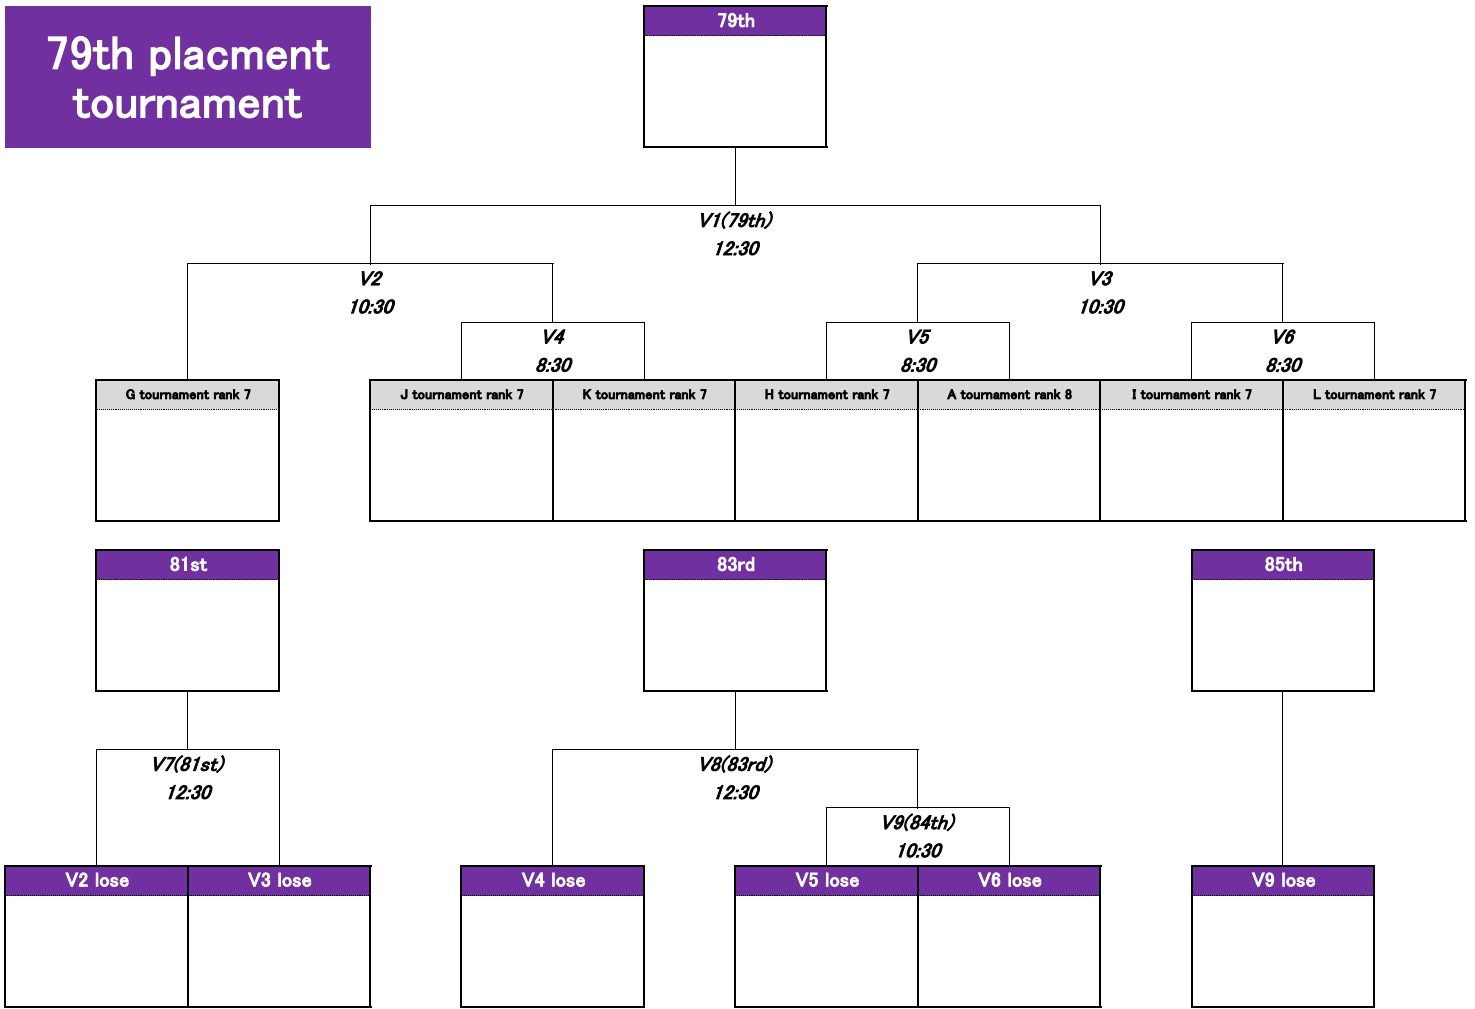 79th placment
tournament
79th
V1(79th)
12:30
V2
10:30
V3
10:30
V4
8:30
V5
8:30
V6
8:30
G tournament rank 7
J tournament rank 7
K tournament rank 7
H tournament rank 7
A tournament rank 8
I tournament rank 7
L tournament rank 7
81st
83rd
85th
V7(81st)
12:30
V8(83rd)
12:30
V9(84th)
10:30
V2 lose
V3 lose
V4 lose
V5 lose
V6 lose
V9 lose